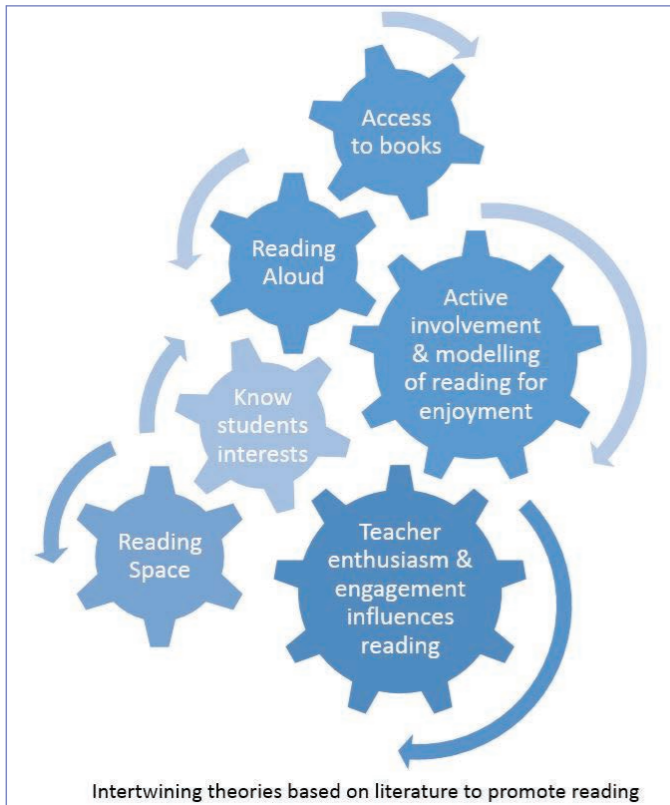 Access
to books
Reading
Aloud
Active
involvement
& modelling
of reading for
enjoyment
Know
students
interests
Reading
Space
Teacher
enthusiasm &
engagement
influences
reading
Intertwining theories based on literature to promote reading